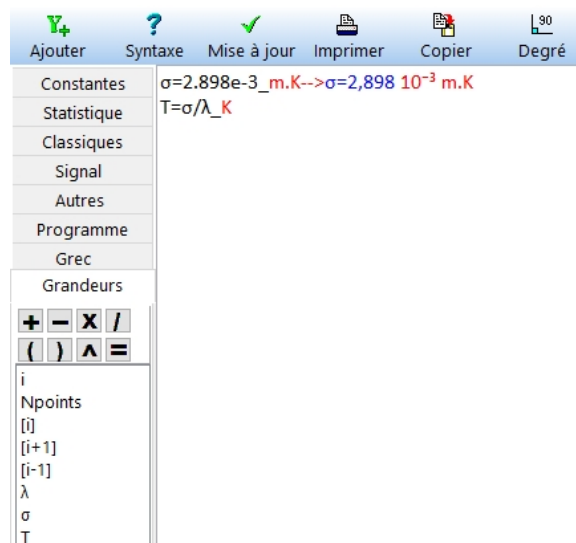 Ajouter Syntaxe Mise à jour Imprimer Copier Degré
90
Constantes
Statistique
Classiques
Signal
Autres
Programme
Grec
Grandeurs
+ − X /
( ) ʌ =
i
Npoints
[i]
[i+1]
[i-1]
λ
σ
T
σ=2.898e-3_m.K-->σ=2,898 10⁻³ m.K
T=σ/λ_K